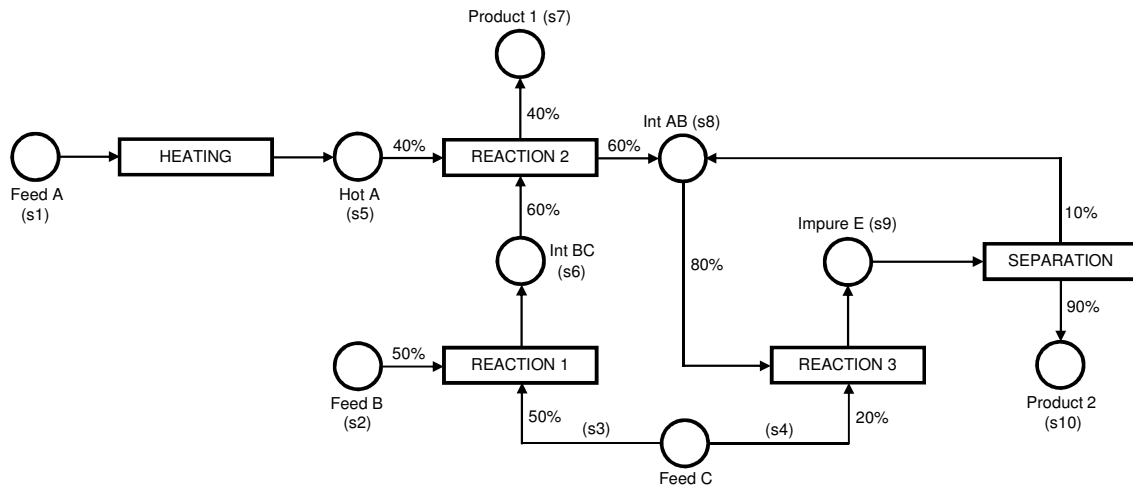 Product 1 (s7)
40%
Int AB (s8)
HEATING
40%
REACTION 2
60%
Feed A
(s1)
Hot A
(s5)
60%
10%
Int BC
(s6)
80%
Impure E (s9)
SEPARATION
90%
50%
REACTION 1
REACTION 3
Feed B
(s2)
50%
20%
Product 2
(s10)
(s3)
(s4)
Feed C